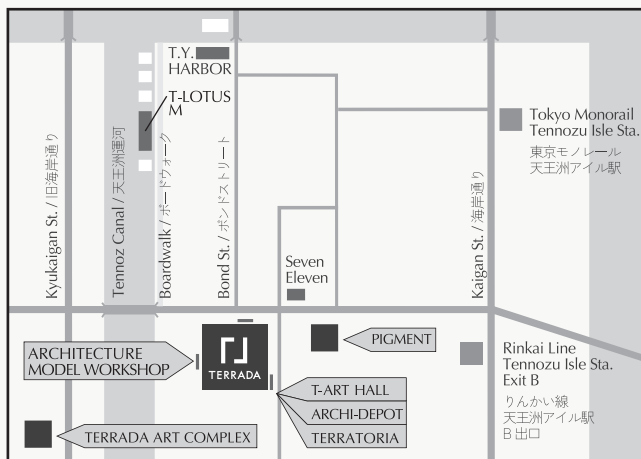 T.Y.
HARBOR
T-LOTUS
M
Kyukaigan St. / 旧海岸通り
Tennoz Canal / 天王洲運河
Boardwalk / ボードウォーク
Bond St. / ボンドストリート
Kaigan St. / 海岸通り
Tokyo Monorail
Tennozu Isle Sta.
東京モノレール
天王洲アイル駅
Seven
Eleven
ARCHITECTURE
MODEL WORKSHOP
TERRADA
PIGMENT
Rinkai Line
Tennozu Isle Sta.
Exit B
りんかい線
天王洲アイル駅
B 出口
T-ART HALL
ARCHI-DEPOT
TERRATORIA
TERRADA ART COMPLEX